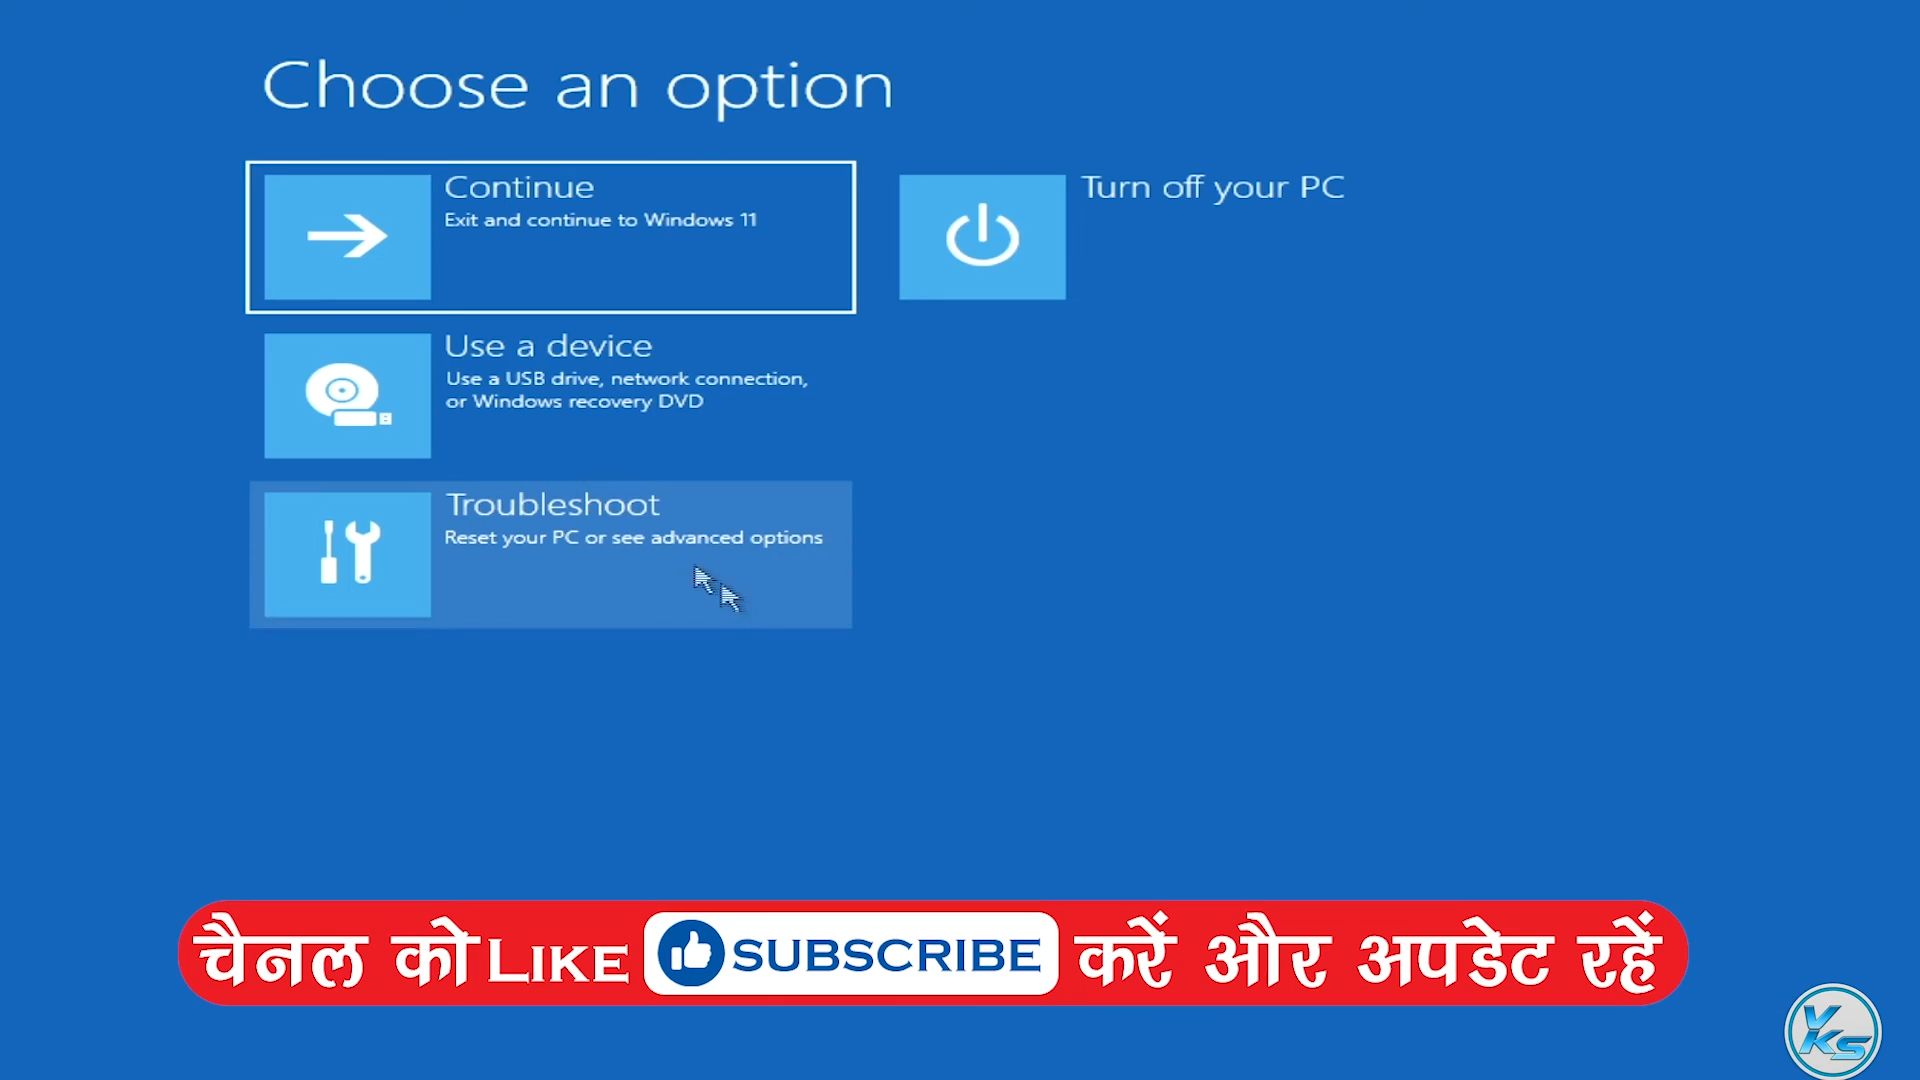 Choose an option
Continue
Exit and continue to Windows 11
Turn off your PC
Use a device
Use a USB drive, network connection,
or Windows recovery DVD
Troubleshoot
Reset your PC or see advanced options
चैनल को LIKE SUBSCRIBE करें और अपडेट रहें
VKS